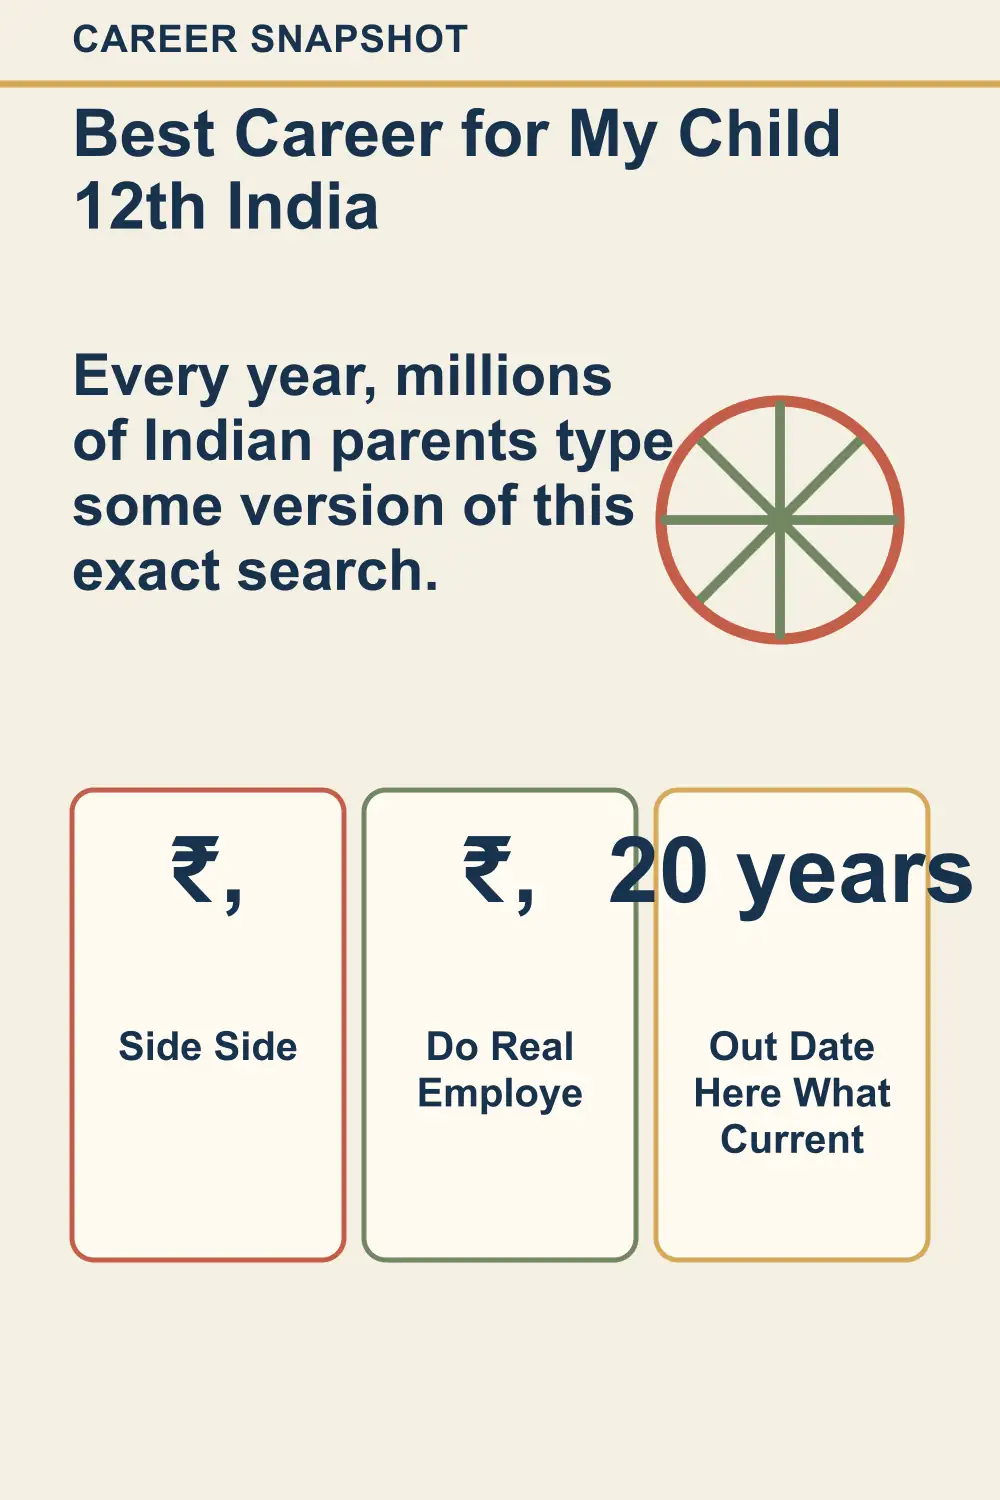 CAREER SNAPSHOT
Best Career for My Child
12th India
Every year, millions
of Indian parents type
some version of this
exact search.
₹,
Side Side
₹,
Do Real
Employe
20 years
Out Date
Here What
Current